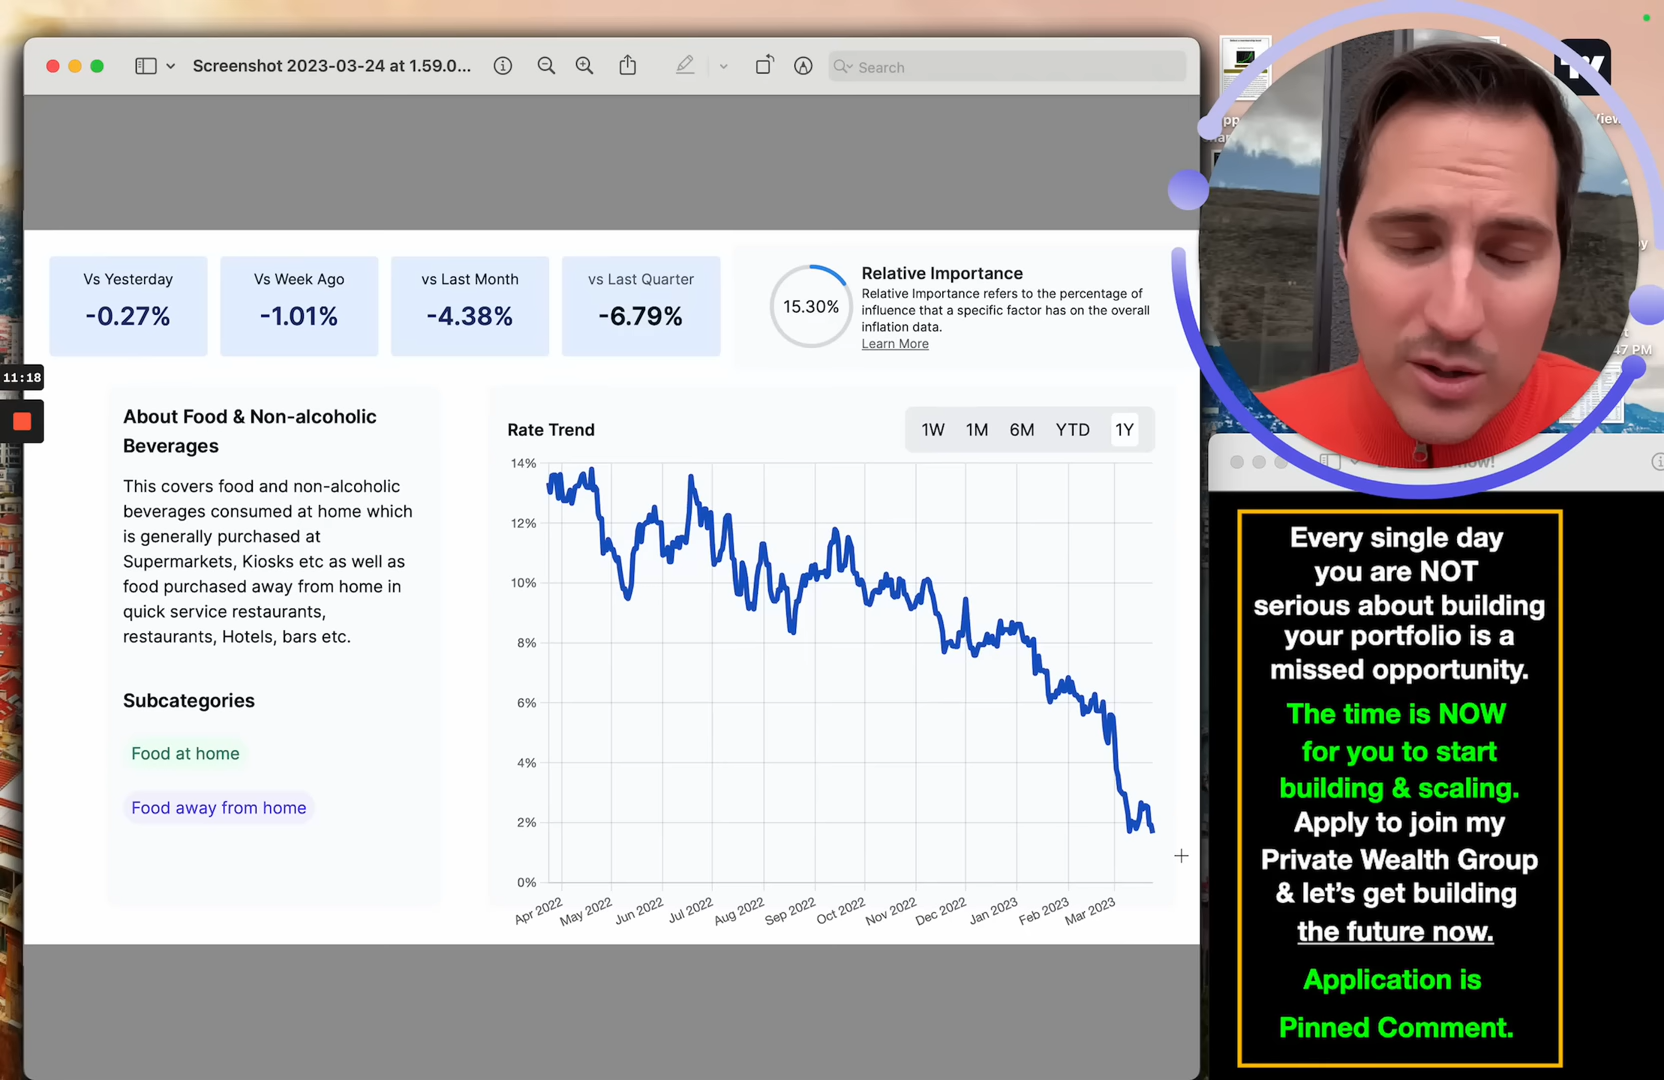 Screenshot 2023-03-24 at 1.59.0...
Search
Vs Yesterday
-0.27%
Vs Week Ago
-1.01%
vs Last Month
-4.38%
vs Last Quarter
-6.79%
15.30%
Relative Importance
Relative Importance refers to the percentage of
influence that a specific factor has on the overall
inflation data.
Learn More
11:18
About Food & Non-alcoholic
Beverages
This covers food and non-alcoholic
beverages consumed at home which
is generally purchased at
Supermarkets, Kiosks etc as well as
food purchased away from home in
quick service restaurants,
restaurants, Hotels, bars etc.
Subcategories
Food at home
Food away from home
Rate Trend
1W 1M 6M YTD 1Y
14%
12%
10%
8%
6%
4%
2%
0%
Apr 2022 May 2022 Jun 2022 Jul 2022 Aug 2022 Sep 2022 Oct 2022 Nov 2022 Dec 2022 Jan 2023 Feb 2023 Mar 2023
47 PM
Every single day
you are NOT
serious about building
your portfolio is a
missed opportunity.
The time is NOW
for you to start
building & scaling.
Apply to join my
Private Wealth Group
& let's get building
the future now.
Application is
Pinned Comment.